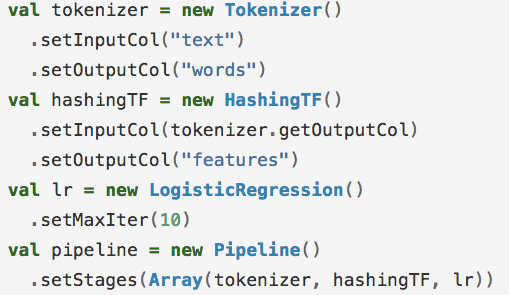 val tokenizer = new Tokenizer()
  .setInputCol("text")
  .setOutputCol("words")
val hashingTF = new HashingTF()
  .setInputCol(tokenizer.getOutputCol)
  .setOutputCol("features")
val lr = new LogisticRegression()
  .setMaxIter(10)
val pipeline = new Pipeline()
  .setStages(Array(tokenizer, hashingTF, lr))